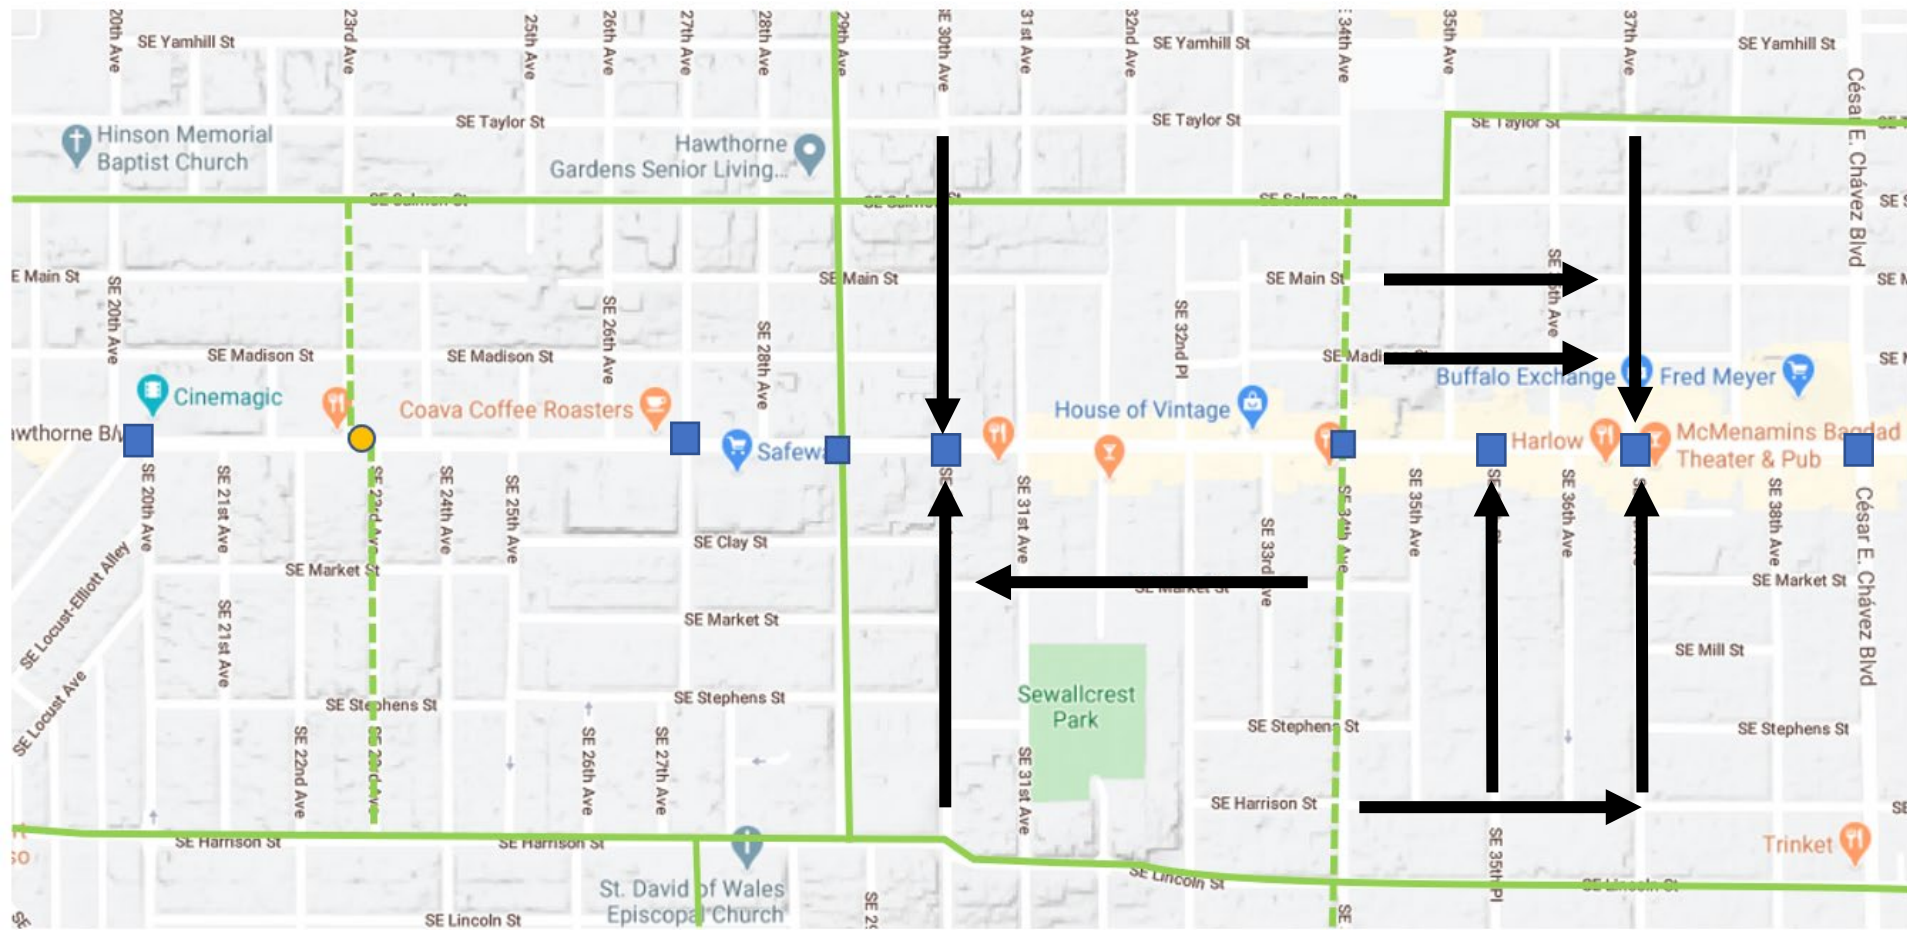 20th Ave
23rd Ave
25th Ave
26th Ave
27th Ave
28th Ave
29th Ave
SE 30th Ave
31st Ave
32nd Ave
34th Ave
35th Ave
37th Ave
SE Yamhill St
SE Yamhill St
SE Yamhill St
César E. Chávez Blvd
SE Taylor St
SE Taylor St
SE Taylor St
Hinson Memorial
Baptist Church
Hawthorne
Gardens Senior Living...
SE Salmon St
SE Salmon St
E Main St
SE Main St
SE Main St
SE M
SE 20th Ave
SE 26th Ave
SE 28th Ave
SE 32nd Pl
SE Madison St
SE Madison St
SE M
Cinemagic
Coava Coffee Roasters
House of Vintage
Buffalo Exchange
Fred Meyer
Harlow
McMenamins Bagdad
Theater & Pub
SE 20th Ave
SE 21st Ave
SE 23rd Ave
SE 24th Ave
SE 25th Ave
SE 31st Ave
SE 33rd Ave
SE 34th Ave
SE 35th Ave
SE 36th Ave
SE 38th Ave
César E. Chávez Blvd
SE Clay St
SE Market St
SE Market St
SE Market St
SE Market St
SE Locust-Elliott Alley
SE Locust Ave
SE 21st Ave
SE Mill St
Sewallcrest
Park
SE Stephens St
SE Stephens St
SE Stephens St
SE Stephens St
SE 22nd Ave
SE 23rd Ave
SE 26th Ave
SE 27th Ave
SE 31st Ave
SE Harrison St
SE Harrison St
SE Harrison St
SE 35th Pl
Trinket
St. David of Wales
Episcopal Church
SE Lincoln St
SE Lincoln St
SE Lincoln St
SE 29
SE
SE